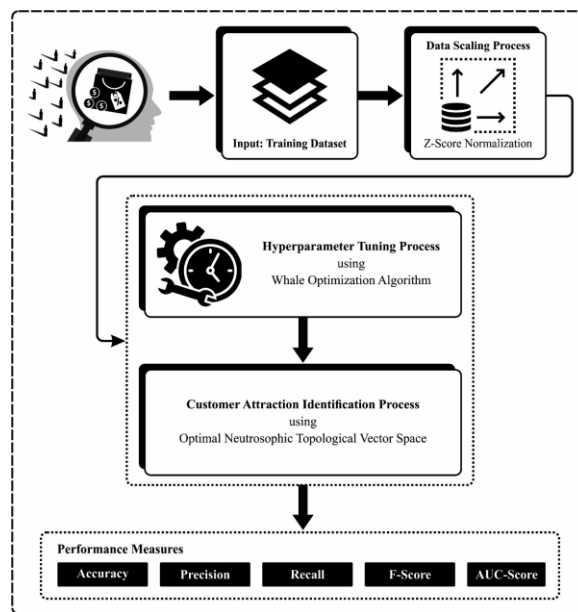 Input: Training Dataset
Data Scaling Process
Z-Score Normalization
Hyperparameter Tuning Process
using
Whale Optimization Algorithm
Customer Attraction Identification Process
using
Optimal Neutrosophic Topological Vector Space
Performance Measures
Accuracy Precision Recall F-Score AUC-Score